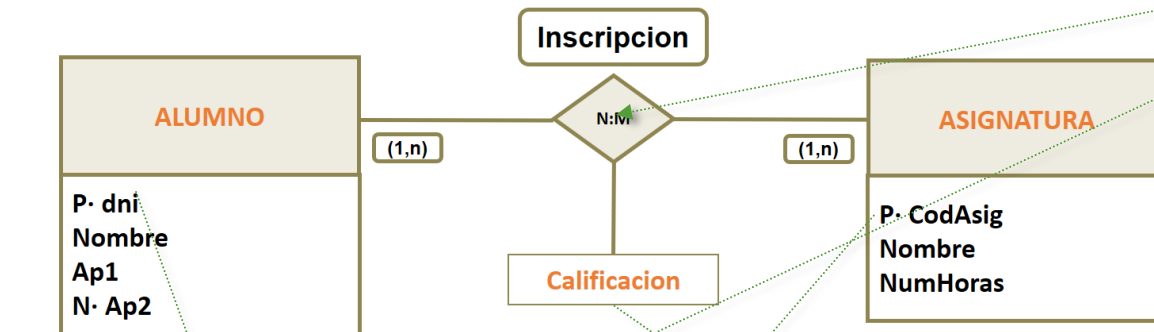 Inscripcion
ALUMNO
N:M
ASIGNATURA
(1,n)
(1,n)
P· dni
Nombre
Ap1
N· Ap2
Calificacion
P· CodAsig
Nombre
NumHoras